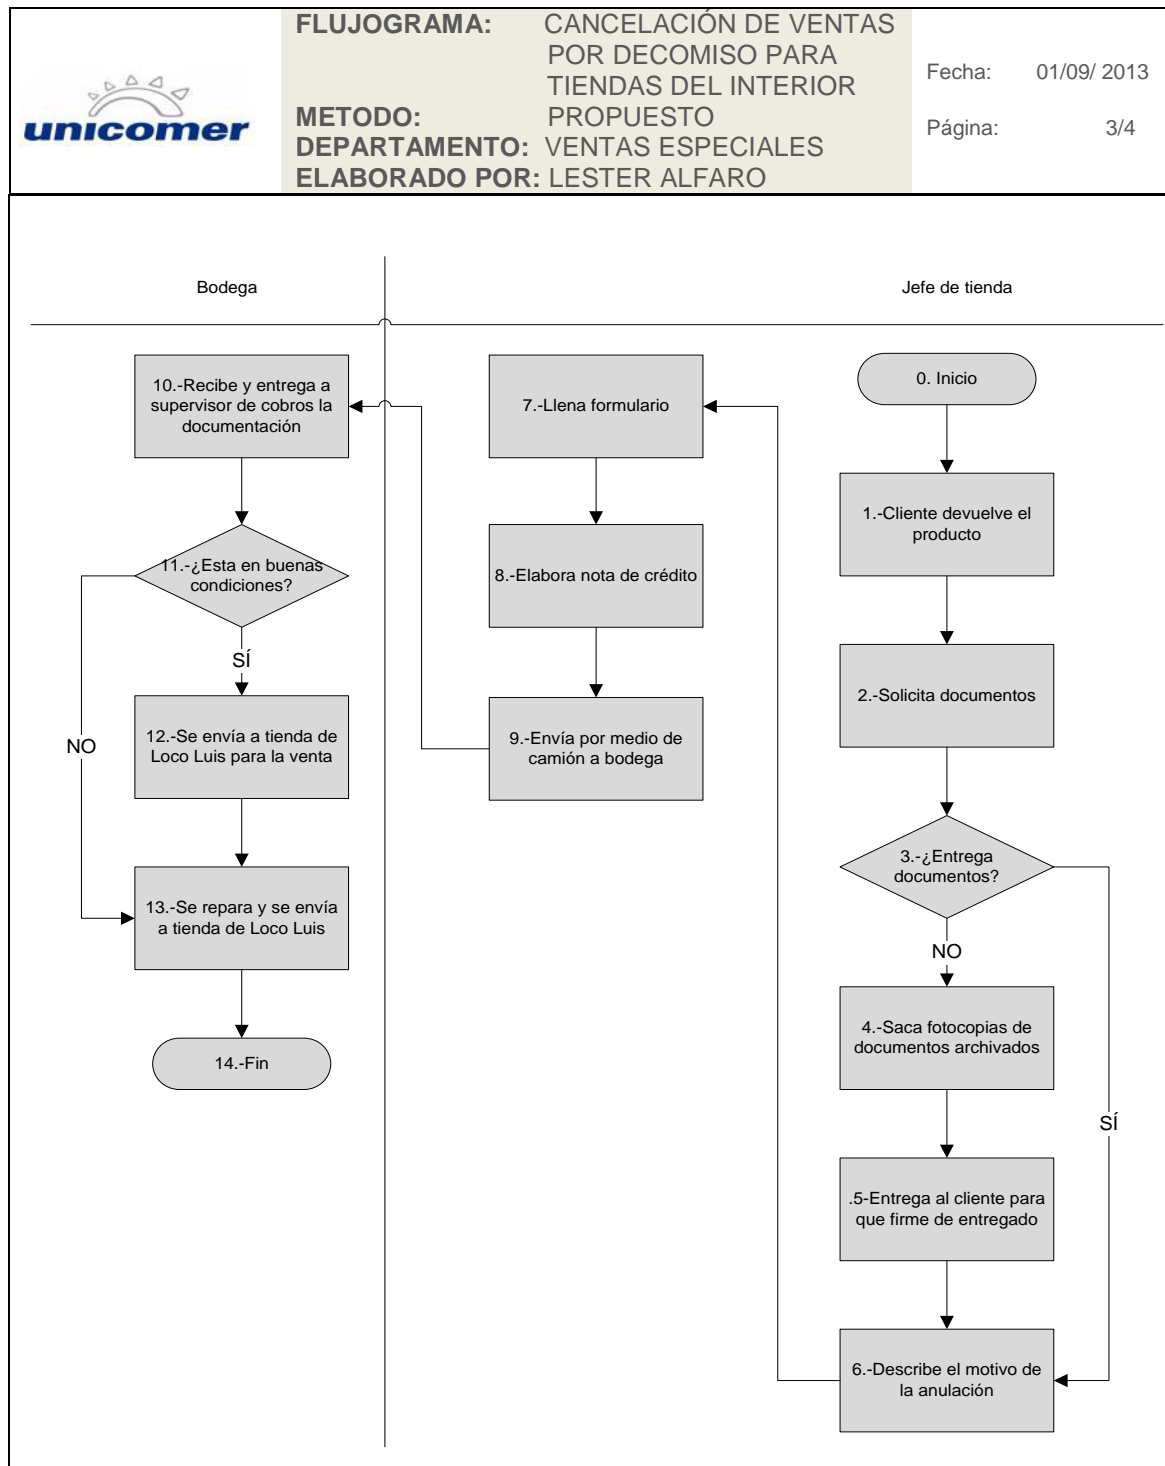 FLUJOGRAMA: CANCELACIÓN DE VENTAS
POR DECOMISO PARA
TIENDAS DEL INTERIOR
METODO: PROPUESTO
DEPARTAMENTO: VENTAS ESPECIALES
ELABORADO POR: LESTER ALFARO
Fecha: 01/09/ 2013
Página: 3/4
unicomer
Bodega
Jefe de tienda
0. Inicio
1.-Cliente devuelve el
producto
2.-Solicita documentos
3.-¿Entrega
documentos?
NO
SÍ
4.-Saca fotocopias de
documentos archivados
.5-Entrega al cliente para
que firme de entregado
6.-Describe el motivo de
la anulación
7.-Llena formulario
8.-Elabora nota de crédito
9.-Envía por medio de
camión a bodega
10.-Recibe y entrega a
supervisor de cobros la
documentación
11.-¿Esta en buenas
condiciones?
SÍ
NO
12.-Se envía a tienda de
Loco Luis para la venta
13.-Se repara y se envía
a tienda de Loco Luis
14.-Fin